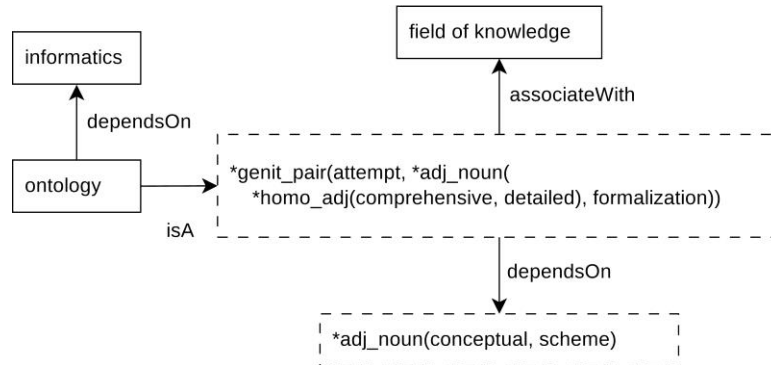 field of knowledge
informatics
associateWith
dependsOn
*genit_pair(attempt, *adj_noun(
*homo_adj(comprehensive, detailed), formalization))
ontology
isA
dependsOn
*adj_noun(conceptual, scheme)